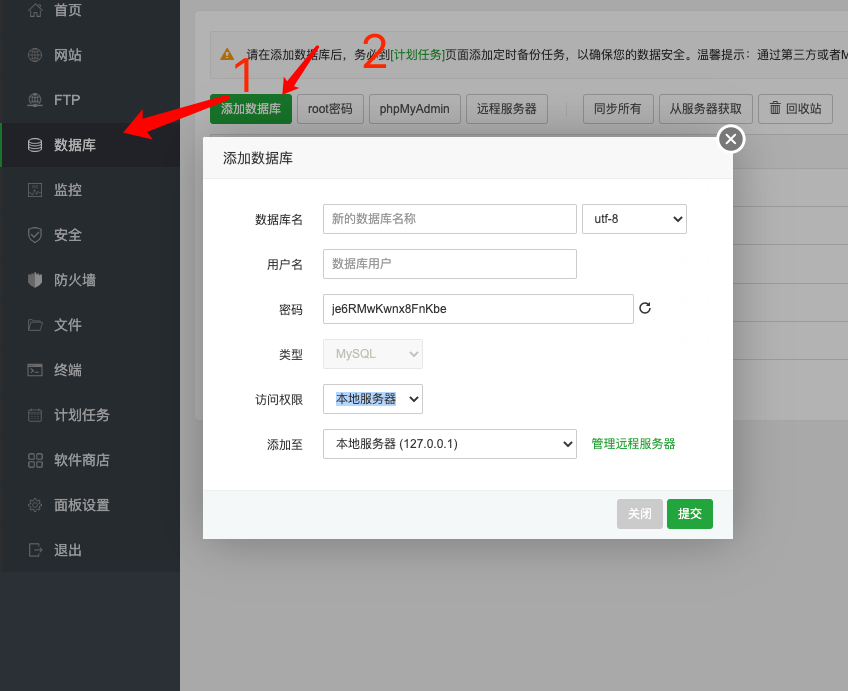 首页
网站
FTP
数据库
监控
安全
防火墙
文件
终端
计划任务
软件商店
面板设置
退出
1
2
请在添加数据库后，务必到[计划任务]页面添加定时备份任务，以确保您的数据安全。温馨提示：通过第三方或者M
添加数据库 root密码 phpMyAdmin 远程服务器 同步所有 从服务器获取 回收站
添加数据库
数据库名 新的数据库名称 utf-8
用户名 数据库用户
密码 je6RMwKwnx8FnKbe
类型 MySQL
访问权限 本地服务器
添加至 本地服务器 (127.0.0.1) 管理远程服务器
关闭 提交